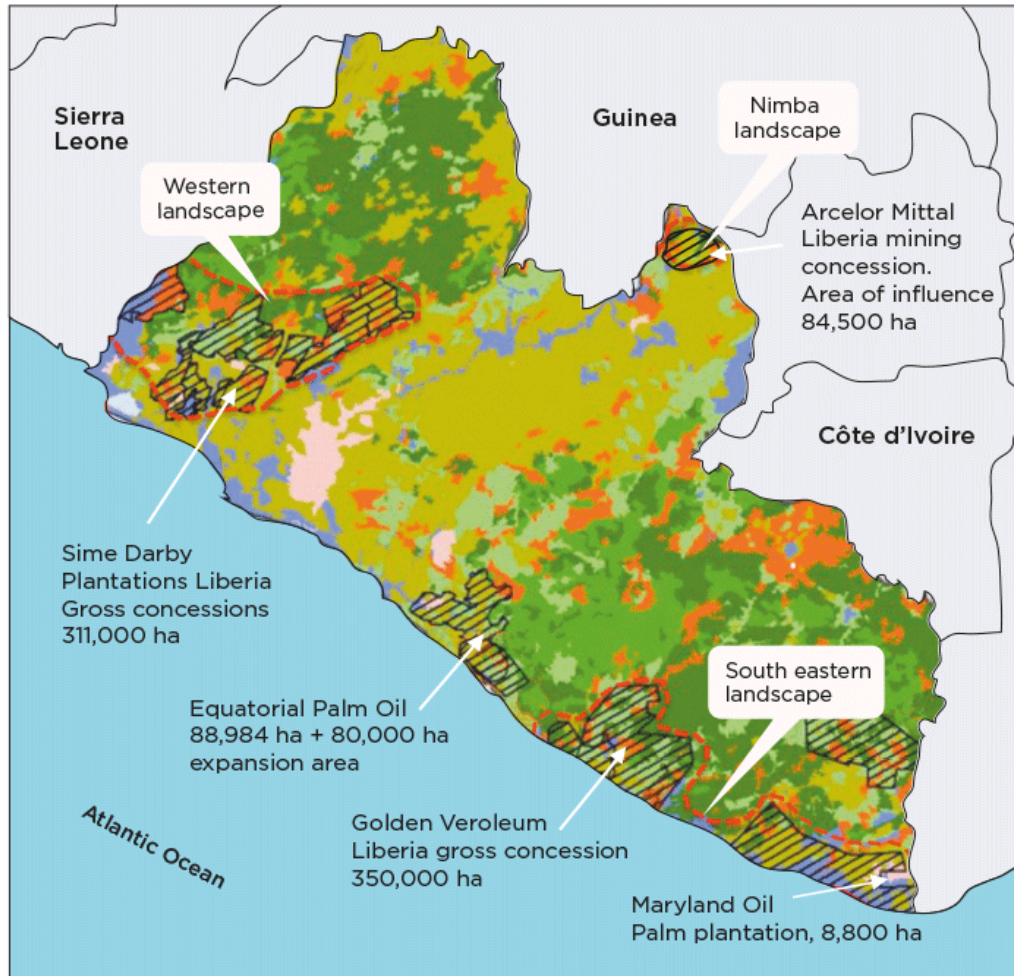 Sierra
Leone
Guinea
Nimba
landscape
Western
landscape
Arcelor Mittal
Liberia mining
concession.
Area of influence
84,500 ha
Côte d'Ivoire
Sime Darby
Plantations Liberia
Gross concessions
311,000 ha
South eastern
landscape
Equatorial Palm Oil
88,984 ha + 80,000 ha
expansion area
Atlantic Ocean
Golden Veroleum
Liberia gross concession
350,000 ha
Maryland Oil
Palm plantation, 8,800 ha